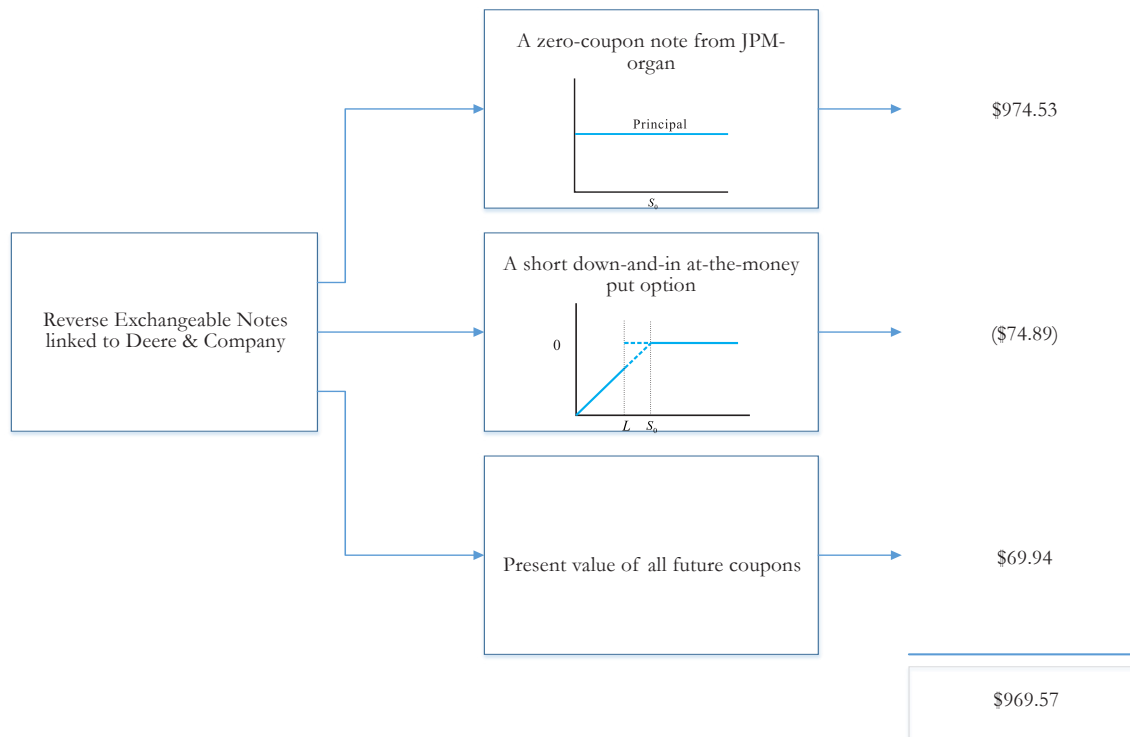 A zero-coupon note from JPM-
organ
Principal
S₀
$974.53
Reverse Exchangeable Notes
linked to Deere & Company
A short down-and-in at-the-money
put option
0
L
S₀
($74.89)
Present value of all future coupons
$69.94
$969.57